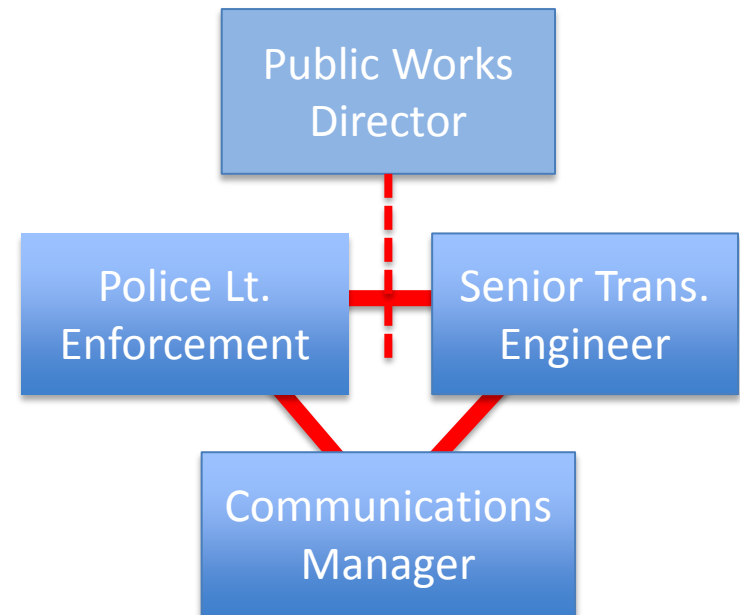 Public Works
Director
Police Lt.
Enforcement
Senior Trans.
Engineer
Communications
Manager